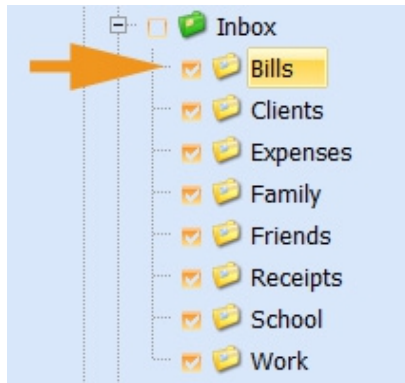 Inbox
Bills
Clients
Expenses
Family
Friends
Receipts
School
Work